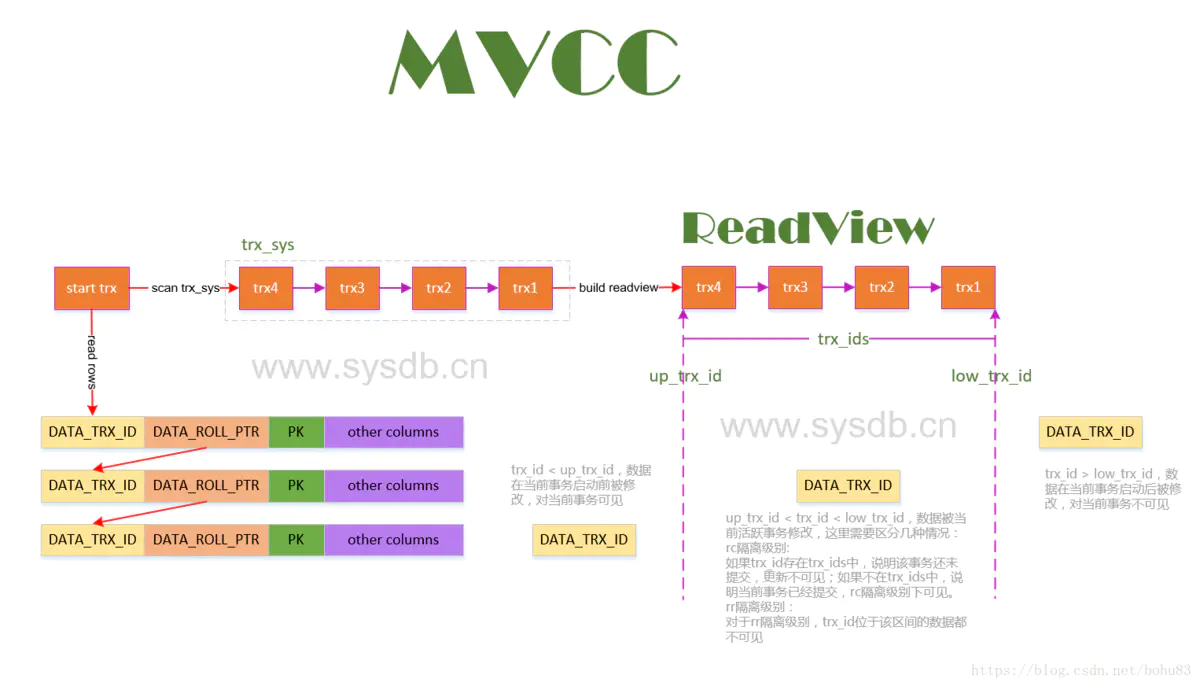 MVCC
ReadView
trx_sys
start trx
scan trx_sys
trx4
trx3
trx2
trx1
build readview
trx4
trx3
trx2
trx1
read rows
trx_ids
www.sysdb.cn
up_trx_id
low_trx_id
www.sysdb.cn
DATA_TRX_ID
DATA_ROLL_PTR
PK
other columns
DATA_TRX_ID
DATA_ROLL_PTR
PK
other columns
DATA_TRX_ID
DATA_ROLL_PTR
PK
other columns
trx_id < up_trx_id，数据
在当前事务启动前被修
改，对当前事务可见
DATA_TRX_ID
DATA_TRX_ID
up_trx_id < trx_id < low_trx_id，数据被当
前活跃事务修改，这里需要区分几种情况：
rc隔离级别:
如果trx_id存在trx_ids中，说明该事务还未
提交，更新不可见；如果不在trx_ids中，说
明当前事务已经提交，rc隔离级别下可见。
rr隔离级别：
对于rr隔离级别，trx_id位于该区间的数据都
不可见
DATA_TRX_ID
trx_id > low_trx_id，数
据在当前事务启动后被修
改，对当前事务不可见
https://blog.csdn.net/bohu83